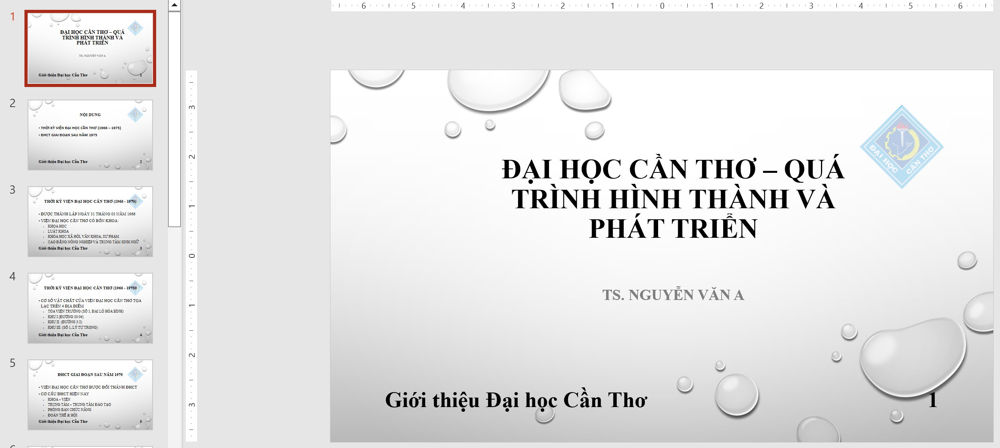 1
ĐẠI HỌC CẦN THƠ – QUÁ
TRÌNH HÌNH THÀNH VÀ
PHÁT TRIỂN
TS. NGUYỄN VĂN A
Giới thiệu Đại học Cần Thơ
1
2
NỘI DUNG
• THỜI KỲ VIỆN ĐẠI HỌC CẦN THƠ (1966 – 1975)
• ĐHCT GIAI ĐOẠN SAU NĂM 1975
Giới thiệu Đại học Cần Thơ
2
3
THỜI KỲ VIỆN ĐẠI HỌC CẦN THƠ (1966 - 1975)
• ĐƯỢC THÀNH LẬP NGÀY 31 THÁNG 03 NĂM 1966
• VIỆN ĐẠI HỌC CẦN THƠ CÓ BỐN KHOA:
- KHOA HỌC
- LUẬT KHOA
- KHOA HỌC XÃ HỘI, VĂN KHOA, SƯ PHẠM
- CAO ĐẲNG NÔNG NGHIỆP VÀ TRUNG TÂM SINH NGỮ
Giới thiệu Đại học Cần Thơ
3
4
THỜI KỲ VIỆN ĐẠI HỌC CẦN THƠ (1966 - 19750
• CƠ SỞ VẬT CHẤT CỦA VIỆN ĐẠI HỌC CẦN THƠ TỌA
LẠC TRÊN 4 ĐỊA ĐIỂM
- TÒA VIỆN TRƯỞNG (SỐ 5, ĐẠI LỘ HÒA BÌNH)
- KHU I (ĐƯỜNG 30/04)
- KHU II: (ĐƯỜNG 3/2)
- KHU III: (SỐ 1, LÝ TỰ TRỌNG)
Giới thiệu Đại học Cần Thơ
4
5
ĐHCT GIAI ĐOẠN SAU NĂM 1975
• VIỆN ĐẠI HỌC CẦN THƠ ĐƯỢC ĐỔI THÀNH ĐHCT
• CƠ CẤU ĐHCT HIỆN NAY
- KHOA – VIỆN
- TRUNG TÂM – TRUNG TÂM ĐÀO TẠO
- PHÒNG BAN CHỨC NĂNG
- ĐOÀN THỂ & HỘI
Giới thiệu Đại học Cần Thơ
5
6 5 4 3 2 1 0 1 2 3 4 5 6
3
2
1
0
1
2
3
ĐẠI HỌC CẦN THƠ
ĐẠI HỌC CẦN THƠ – QUÁ
TRÌNH HÌNH THÀNH VÀ
PHÁT TRIỂN
TS. NGUYỄN VĂN A
Giới thiệu Đại học Cần Thơ
1